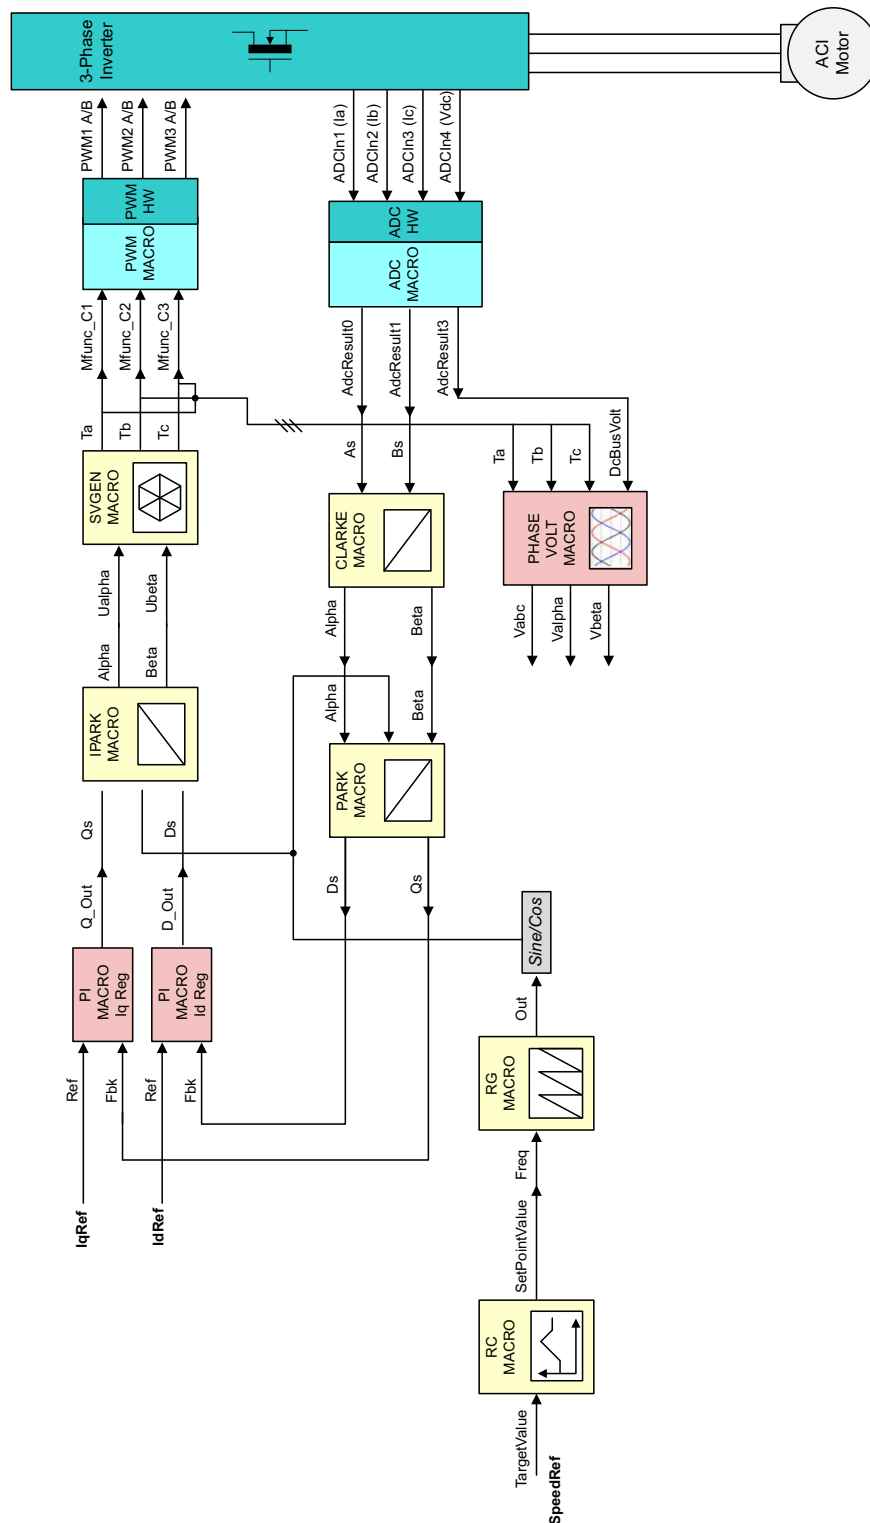 IqRef
Ref
Fbk
PI
MACRO
Iq Reg
Q_Out
Qs
IdRef
Ref
Fbk
PI
MACRO
Id Reg
D_Out
Ds
IPARK
MACRO
Alpha
Ualpha
Beta
Ubeta
SVGEN
MACRO
Ta
Tb
Tc
Mfunc_C1
Mfunc_C2
Mfunc_C3
PWM
MACRO
PWM
HW
PWM1 A/B
PWM2 A/B
PWM3 A/B
3-Phase
Inverter
Ds
Qs
PARK
MACRO
Alpha
Beta
Alpha
Beta
CLARKE
MACRO
As
Bs
AdcResult0
AdcResult1
AdcResult3
ADC
MACRO
ADC
HW
ADCIn1 (Ia)
ADCIn2 (Ib)
ADCIn3 (Ic)
ADCIn4 (Vdc)
SpeedRef
TargetValue
RC
MACRO
SetPointValue
Freq
RG
MACRO
Out
Sine/Cos
Vabc
Valpha
Vbeta
PHASE
VOLT
MACRO
Ta
Tb
Tc
DcBusVolt
ACI
Motor